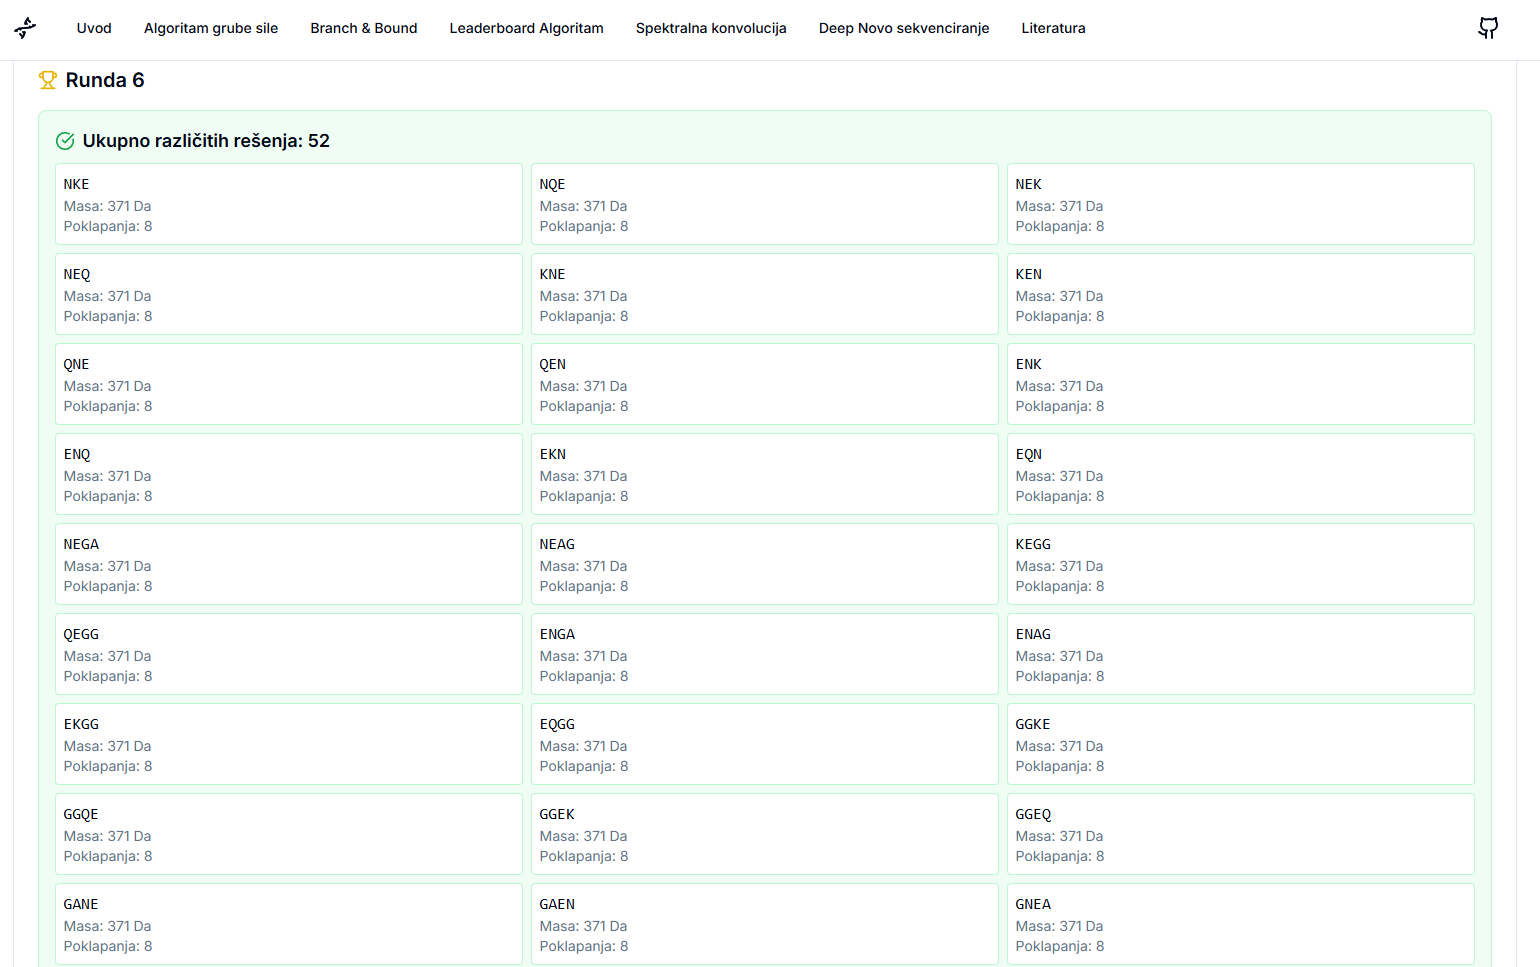 Uvod Algoritam grube sile Branch & Bound Leaderboard Algoritam Spektralna konvolucija Deep Novo sekvenciranje Literatura
Runda 6
Ukupno različitih rešenja: 52
NKE NQE NEK
Masa: 371 Da Masa: 371 Da Masa: 371 Da
Poklapanja: 8 Poklapanja: 8 Poklapanja: 8
NEQ KNE KEN
Masa: 371 Da Masa: 371 Da Masa: 371 Da
Poklapanja: 8 Poklapanja: 8 Poklapanja: 8
QNE QEN ENK
Masa: 371 Da Masa: 371 Da Masa: 371 Da
Poklapanja: 8 Poklapanja: 8 Poklapanja: 8
ENQ EKN EQN
Masa: 371 Da Masa: 371 Da Masa: 371 Da
Poklapanja: 8 Poklapanja: 8 Poklapanja: 8
NEGA NEAG KEGG
Masa: 371 Da Masa: 371 Da Masa: 371 Da
Poklapanja: 8 Poklapanja: 8 Poklapanja: 8
QEGG ENGA ENAG
Masa: 371 Da Masa: 371 Da Masa: 371 Da
Poklapanja: 8 Poklapanja: 8 Poklapanja: 8
EKGG EQGG GGKE
Masa: 371 Da Masa: 371 Da Masa: 371 Da
Poklapanja: 8 Poklapanja: 8 Poklapanja: 8
GGQE GGEK GGEQ
Masa: 371 Da Masa: 371 Da Masa: 371 Da
Poklapanja: 8 Poklapanja: 8 Poklapanja: 8
GANE GAEN GNEA
Masa: 371 Da Masa: 371 Da Masa: 371 Da
Poklapanja: 8 Poklapanja: 8 Poklapanja: 8